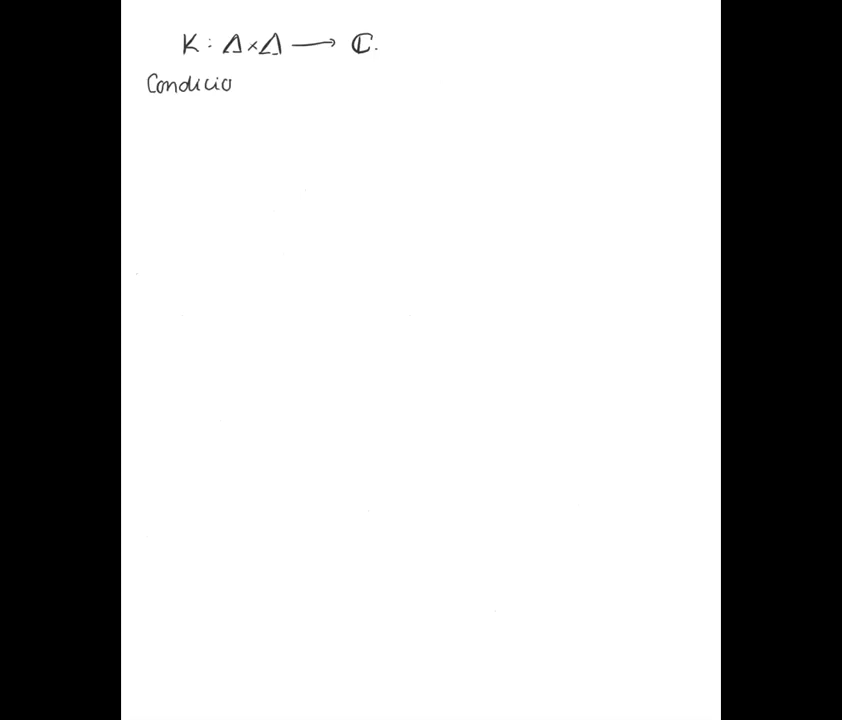 K : Δ × Δ ⟶ ℂ.
Condicio